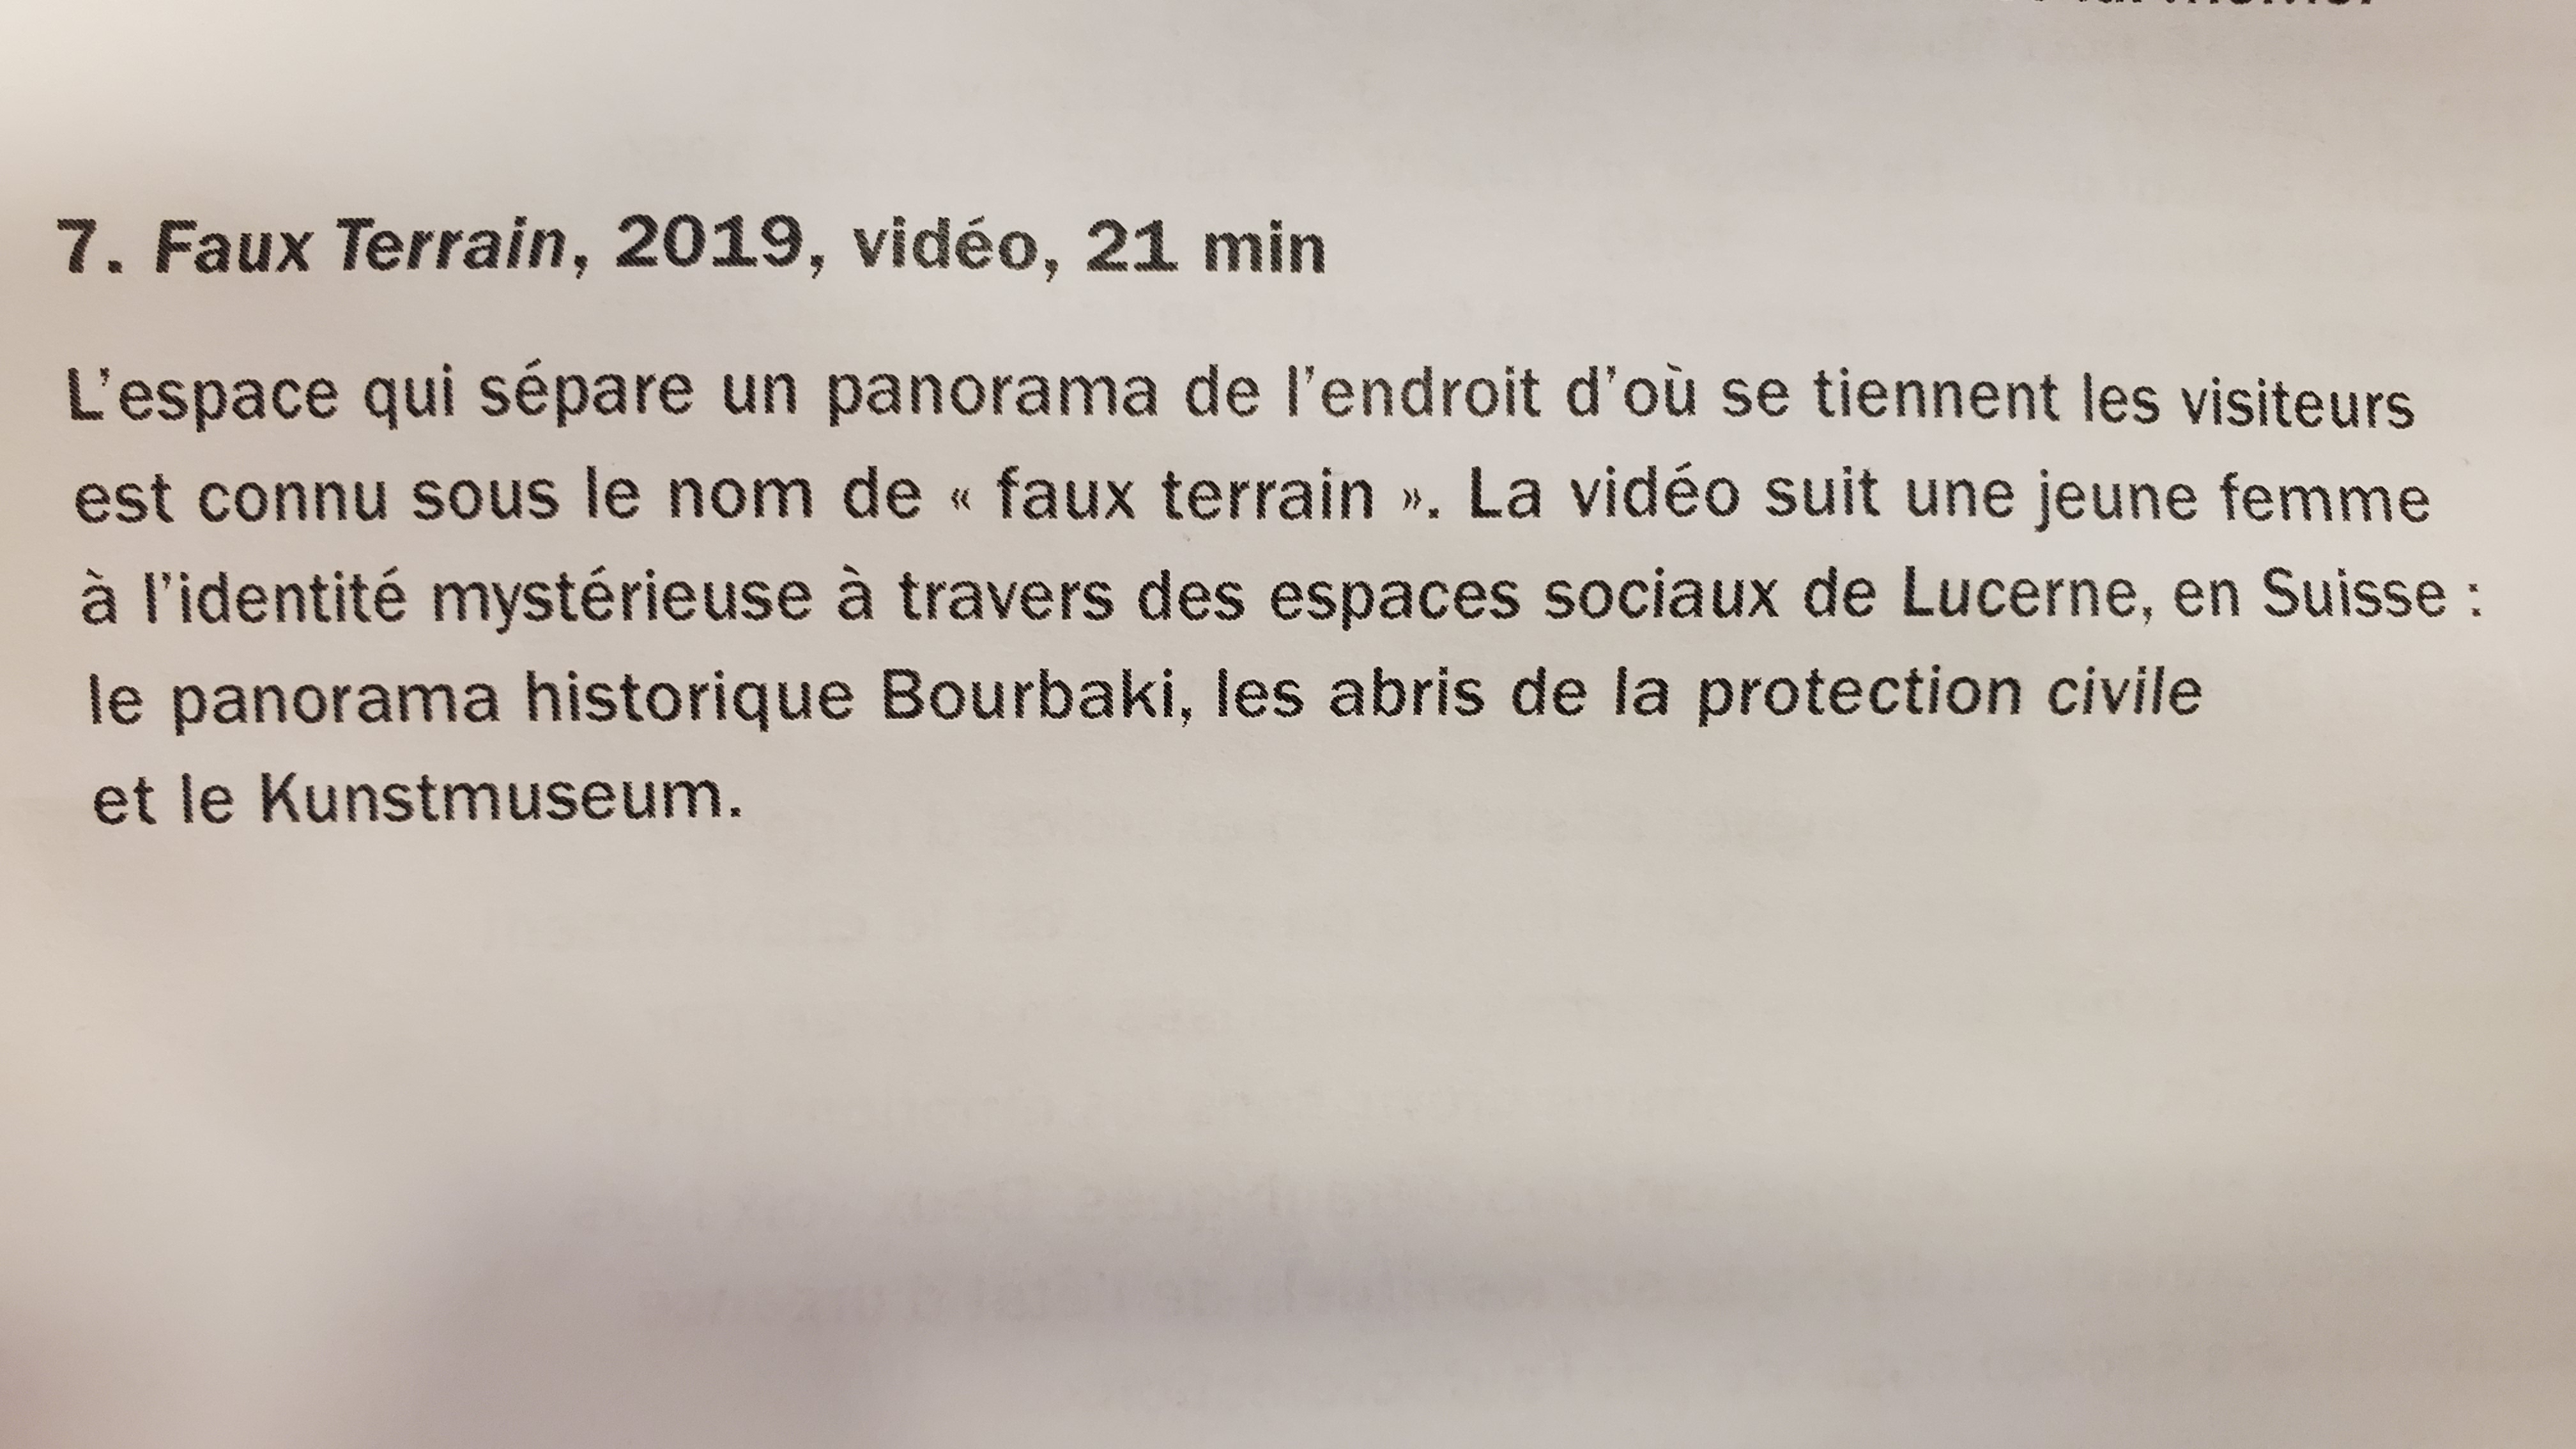 7. Faux Terrain, 2019, vidéo, 21 min
L'espace qui sépare un panorama de l'endroit d'où se tiennent les visiteurs
est connu sous le nom de « faux terrain ». La vidéo suit une jeune femme
à l'identité mystérieuse à travers des espaces sociaux de Lucerne, en Suisse :
le panorama historique Bourbaki, les abris de la protection civile
et le Kunstmuseum.